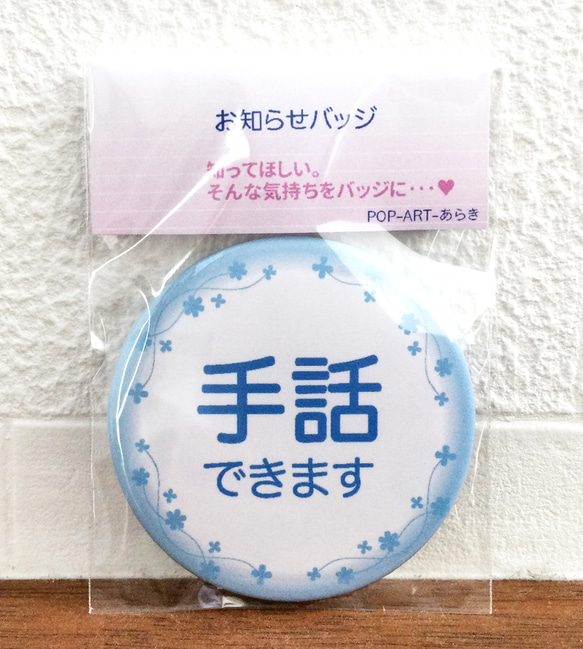 お知らせバッジ
知ってほしい。
そんな気持ちをバッジに・・・♥
POP-ART-あらき
手話
できます